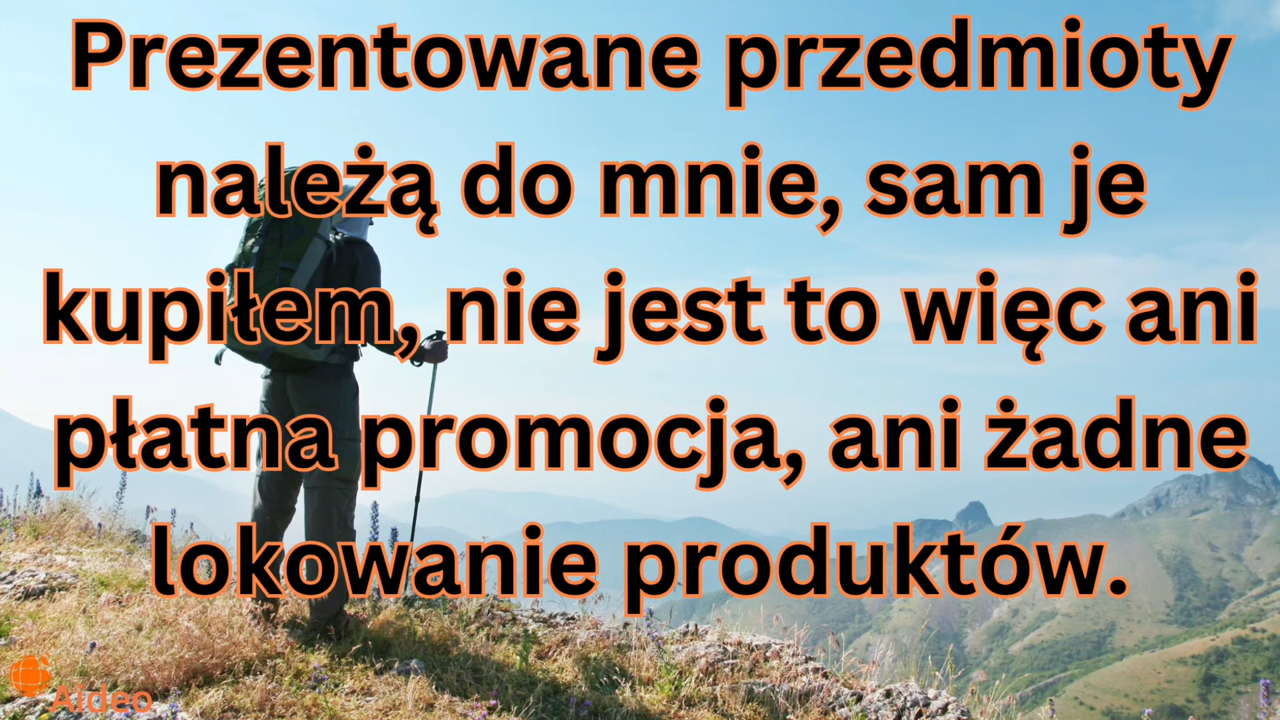 Prezentowane przedmioty
należą do mnie, sam je
kupiłem, nie jest to więc ani
płatna promocja, ani żadne
lokowanie produktów.
Aideo